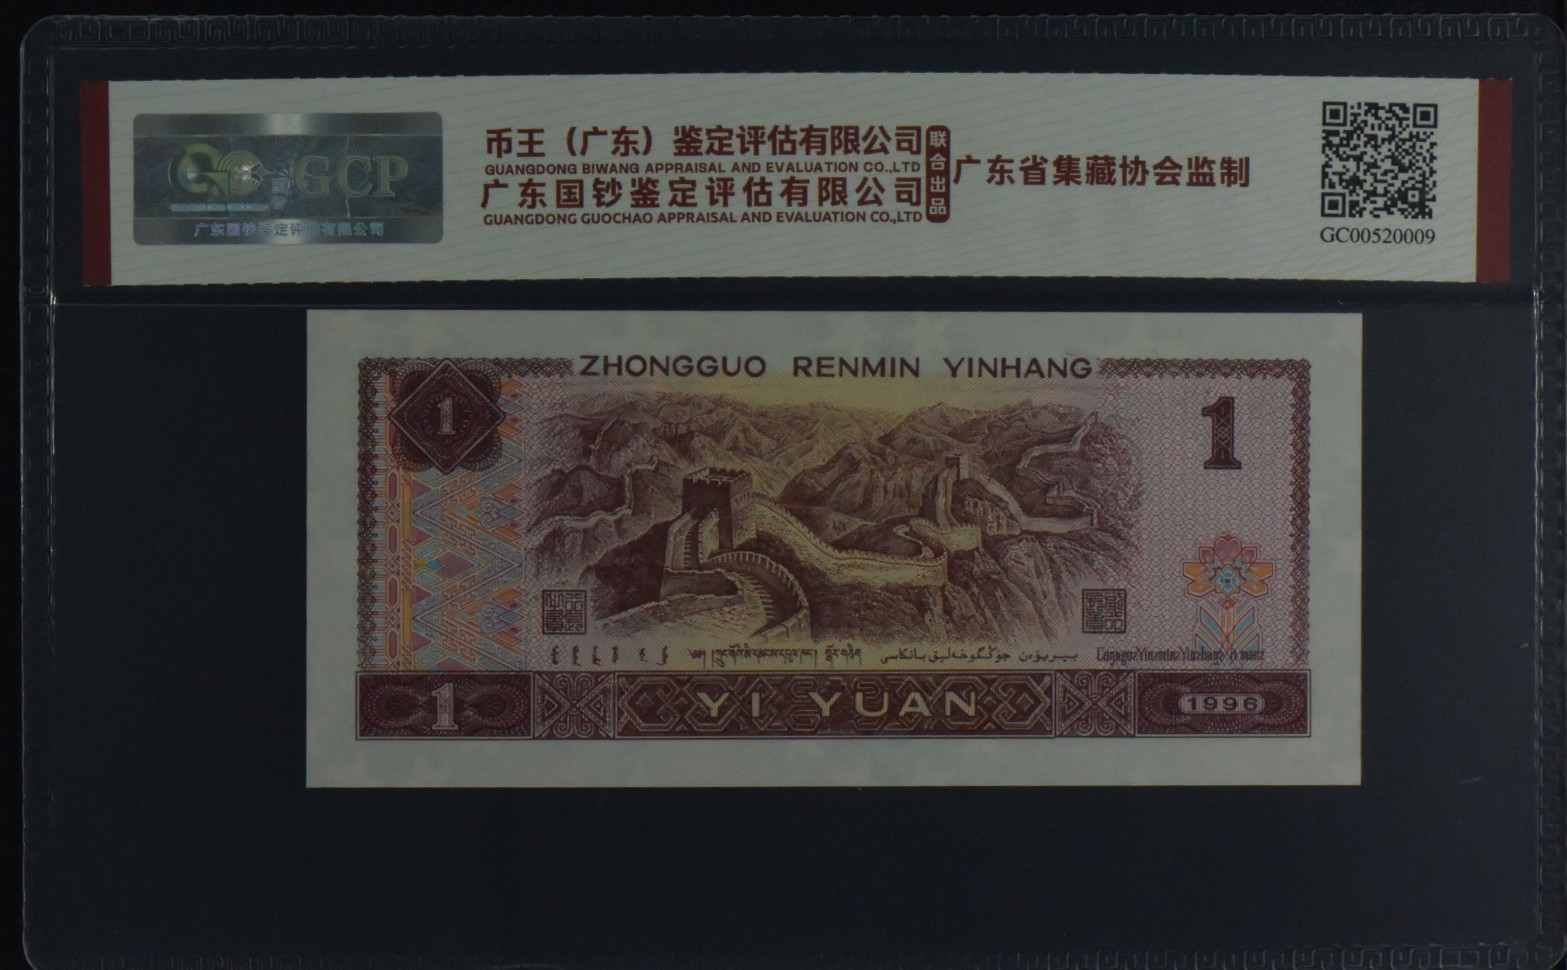 GCP
广东国钞鉴定评估有限公司
币王（广东）鉴定评估有限公司
GUANGDONG BIWANG APPRAISAL AND EVALUATION CO.,LTD
广东国钞鉴定评估有限公司
GUANGDONG GUOCHAO APPRAISAL AND EVALUATION CO.,LTD
联合出品
广东省集藏协会监制
GC00520009
ZHONGGUO RENMIN YINHANG
1
1
1
YI YUAN
1996